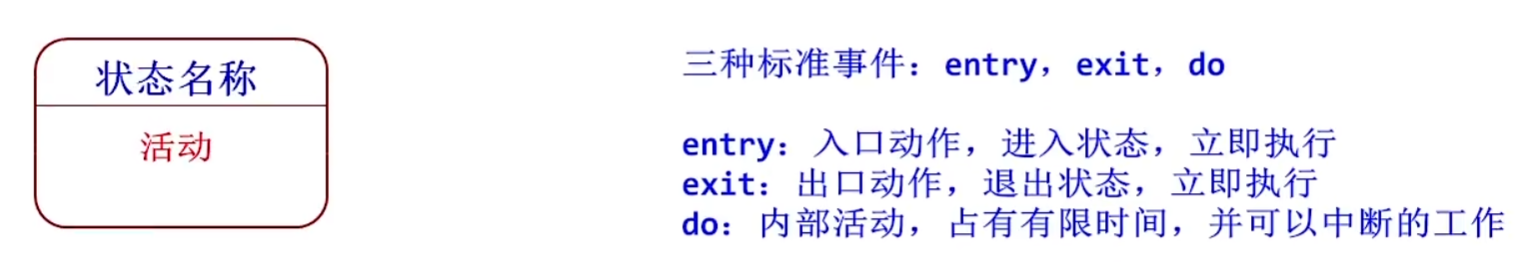 状态名称
活动
三种标准事件：entry，exit，do
entry：入口动作，进入状态，立即执行
exit：出口动作，退出状态，立即执行
do：内部活动，占有有限时间，并可以中断的工作